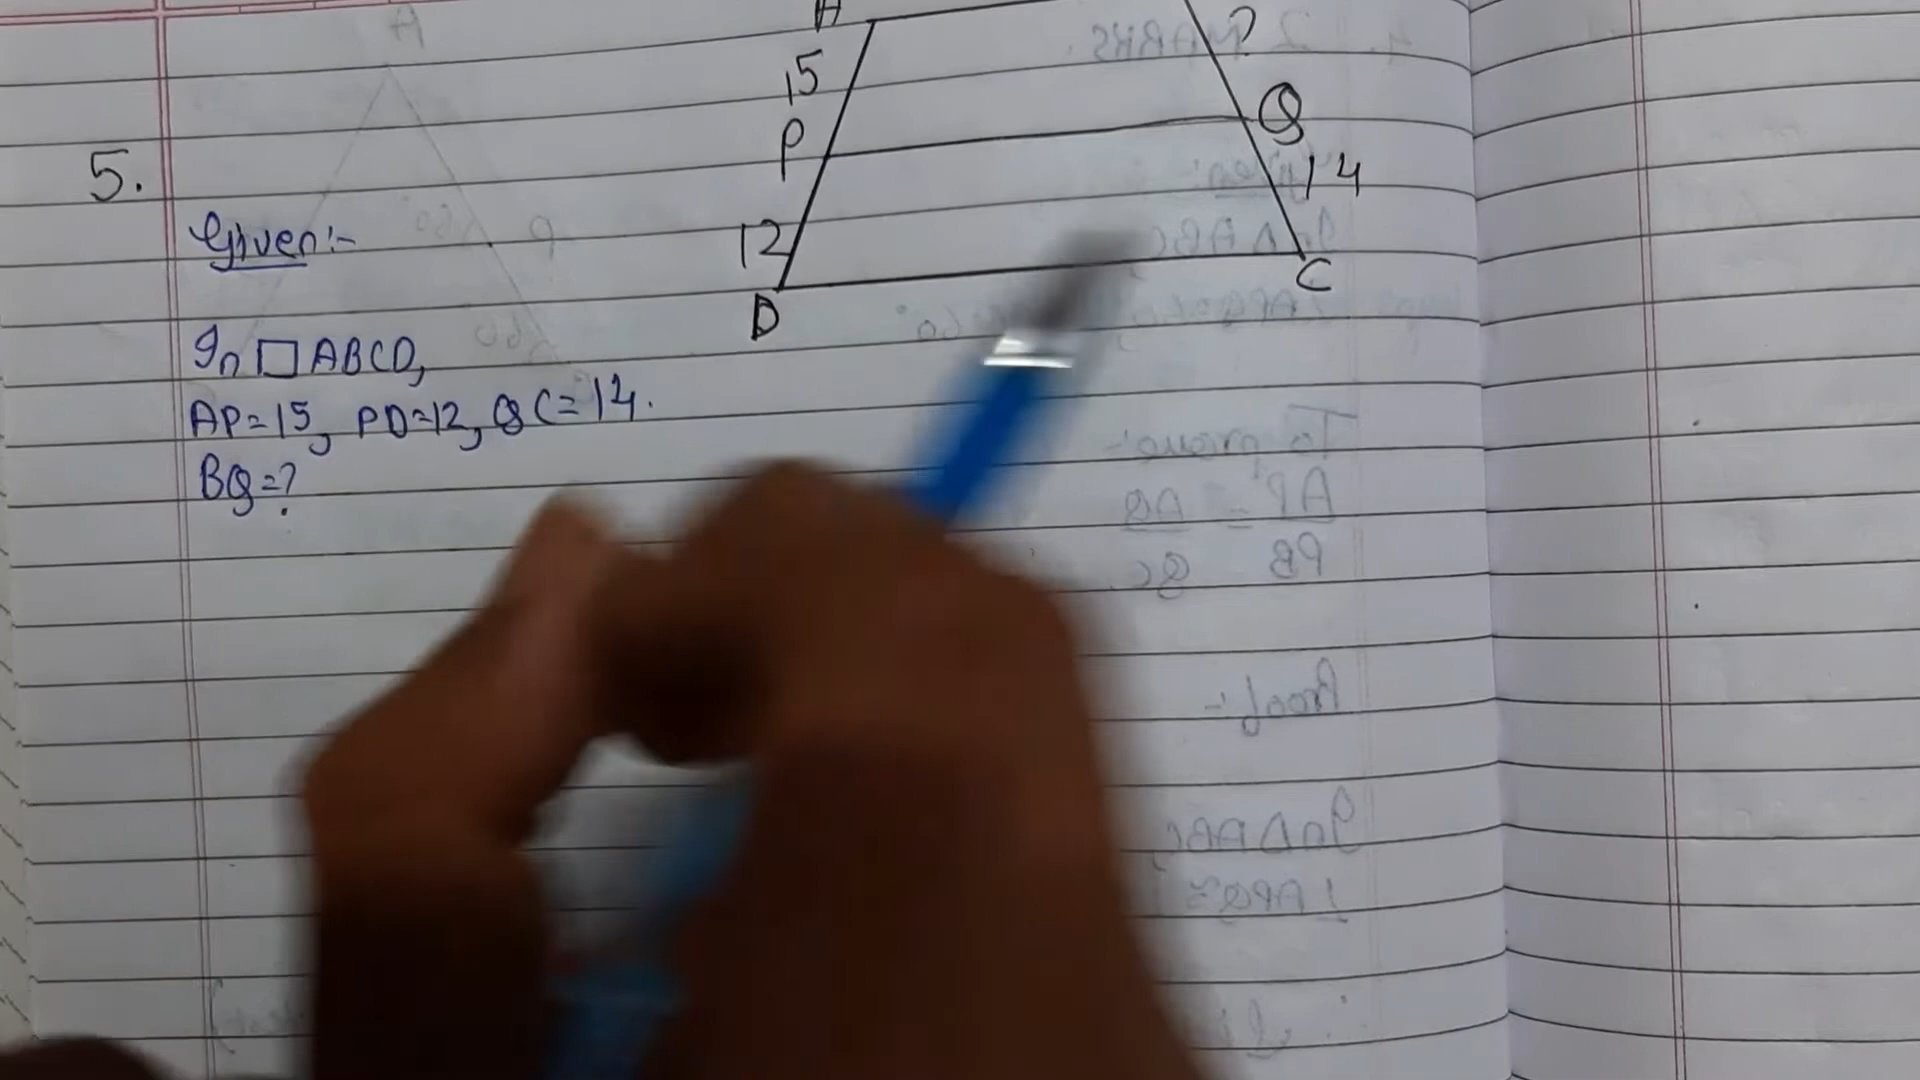 A
15
?
P
Q
14
12
D
C
5.
Given:-
In □ ABCD,
AP=15, PD=12, QC=14.
BQ=?